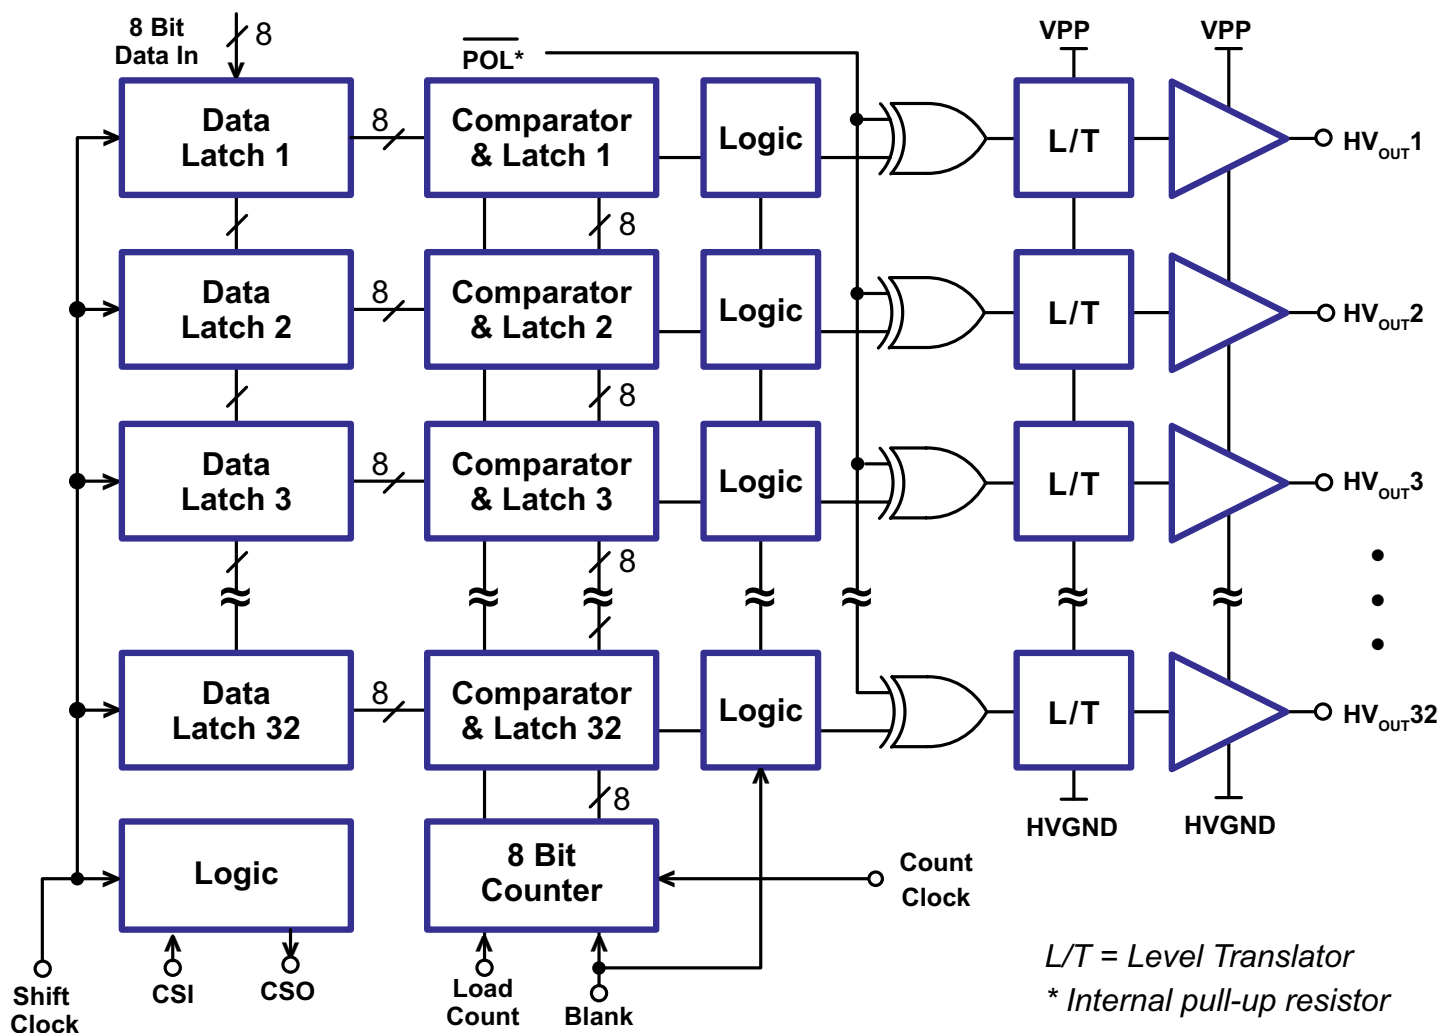 8 Bit
Data In
8
POL*
VPP
VPP
Data
Latch 1
8
Comparator
& Latch 1
Logic
L/T
HVOUT1
8
Data
Latch 2
8
Comparator
& Latch 2
Logic
L/T
HVOUT2
8
Data
Latch 3
8
Comparator
& Latch 3
Logic
L/T
HVOUT3
8
Data
Latch 32
8
Comparator
& Latch 32
Logic
L/T
HVOUT32
8
HVGND
HVGND
Logic
8 Bit
Counter
Count
Clock
Shift
Clock
CSI
CSO
Load
Count
Blank
L/T = Level Translator
* Internal pull-up resistor